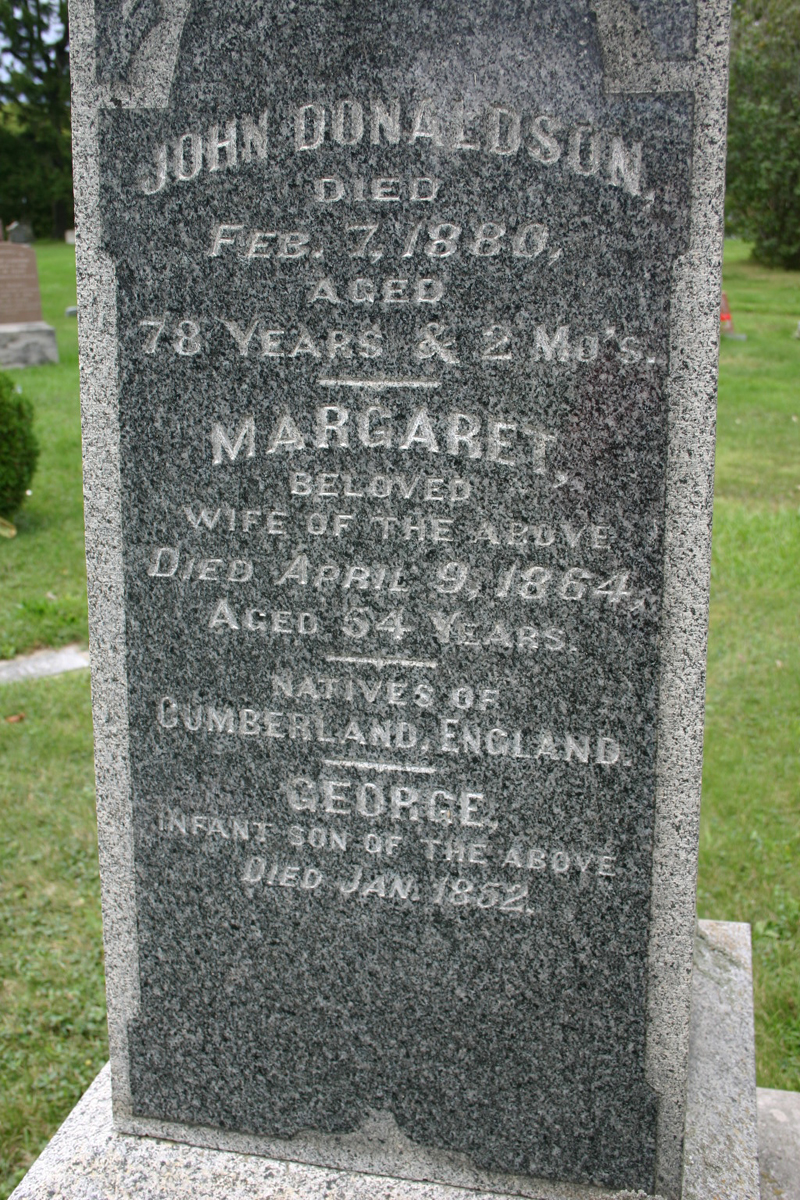 JOHN DONALDSON,
DIED
FEB. 7, 1880,
AGED
78 YEARS & 2 MO'S.
MARGARET,
BELOVED
WIFE OF THE ABOVE
DIED APRIL 9, 1864,
AGED 54 YEARS.
NATIVES OF
CUMBERLAND, ENGLAND.
GEORGE,
INFANT SON OF THE ABOVE
DIED JAN. 1852.